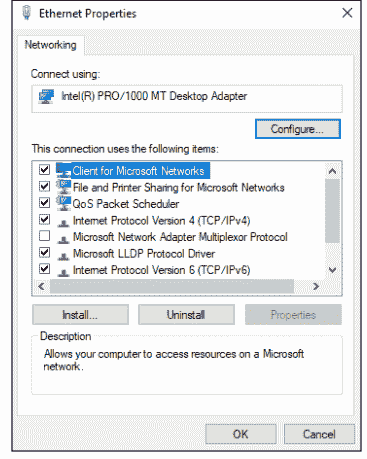 Ethernet Properties
Networking
Connect using:
Intel(R) PRO/1000 MT Desktop Adapter
Configure...
This connection uses the following items:
Client for Microsoft Networks
File and Printer Sharing for Microsoft Networks
QoS Packet Scheduler
Internet Protocol Version 4 (TCP/IPv4)
Microsoft Network Adapter Multiplexor Protocol
Microsoft LLDP Protocol Driver
Internet Protocol Version 6 (TCP/IPv6)
Install... Uninstall Properties
Description
Allows your computer to access resources on a Microsoft
network.
OK Cancel